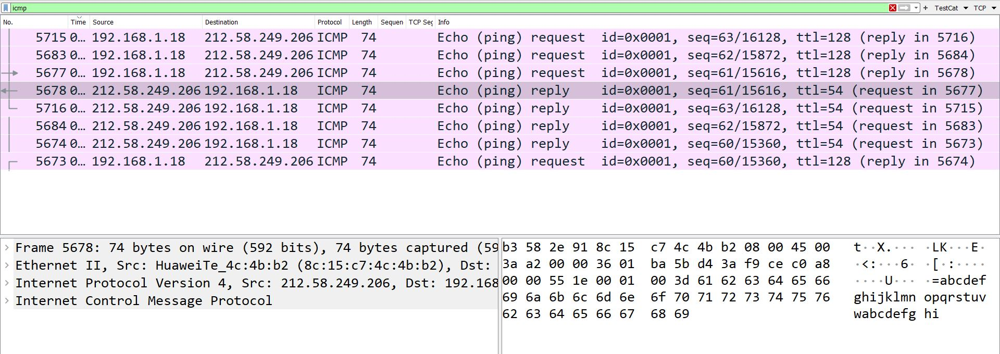 icmp + TestCat TCP
No. Time Source Destination Protocol Length Sequen TCP Seq Info
5715 0… 192.168.1.18 212.58.249.206 ICMP 74 Echo (ping) request id=0x0001, seq=63/16128, ttl=128 (reply in 5716)
5683 0… 192.168.1.18 212.58.249.206 ICMP 74 Echo (ping) request id=0x0001, seq=62/15872, ttl=128 (reply in 5684)
5677 0… 192.168.1.18 212.58.249.206 ICMP 74 Echo (ping) request id=0x0001, seq=61/15616, ttl=128 (reply in 5678)
5678 0… 212.58.249.206 192.168.1.18 ICMP 74 Echo (ping) reply id=0x0001, seq=61/15616, ttl=54 (request in 5677)
5716 0… 212.58.249.206 192.168.1.18 ICMP 74 Echo (ping) reply id=0x0001, seq=63/16128, ttl=54 (request in 5715)
5684 0… 212.58.249.206 192.168.1.18 ICMP 74 Echo (ping) reply id=0x0001, seq=62/15872, ttl=54 (request in 5683)
5674 0… 212.58.249.206 192.168.1.18 ICMP 74 Echo (ping) reply id=0x0001, seq=60/15360, ttl=54 (request in 5673)
5673 0… 192.168.1.18 212.58.249.206 ICMP 74 Echo (ping) request id=0x0001, seq=60/15360, ttl=128 (reply in 5674)
Frame 5678: 74 bytes on wire (592 bits), 74 bytes captured (59
Ethernet II, Src: HuaweiTe_4c:4b:b2 (8c:15:c7:4c:4b:b2), Dst:
Internet Protocol Version 4, Src: 212.58.249.206, Dst: 192.168
Internet Control Message Protocol
b3 58 2e 91 8c 15 c7 4c 4b b2 08 00 45 00 t··X.··· ·LK···E·
3a a2 00 00 36 01 ba 5b d4 3a f9 ce c0 a8 ·<:···6· ·[·:····
00 00 55 1e 00 01 00 3d 61 62 63 64 65 66 ····U··· ·=abcdef
69 6a 6b 6c 6d 6e 6f 70 71 72 73 74 75 76 ghijklmn opqrstuv
62 63 64 65 66 67 68 69 wabcdefg hi